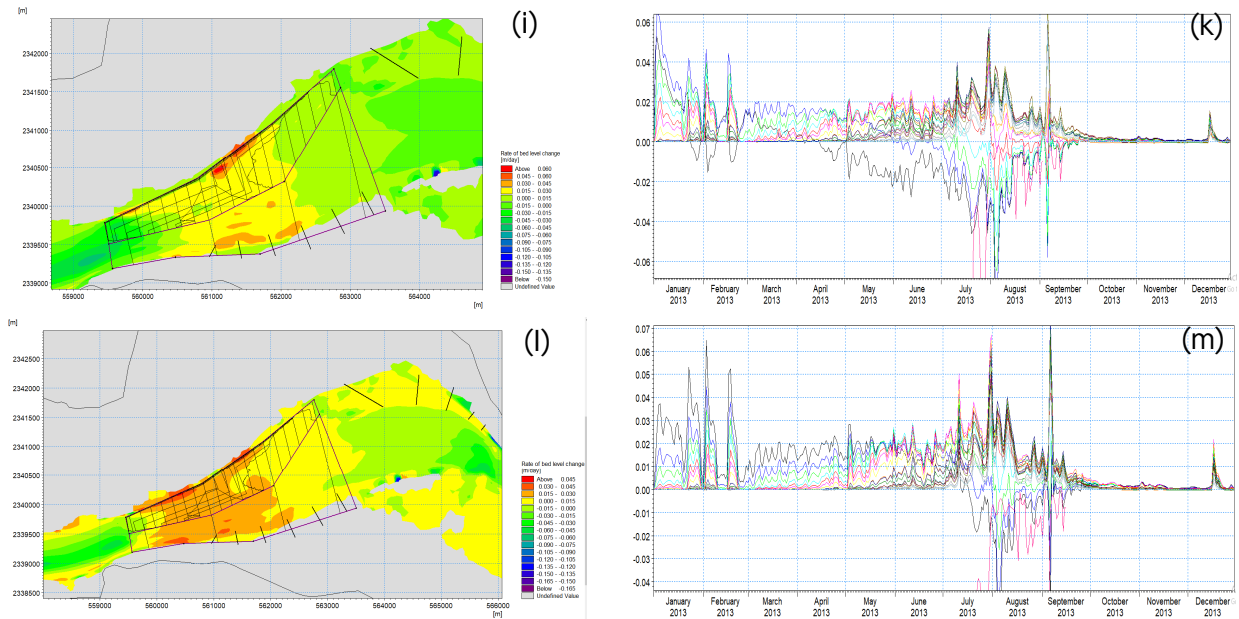 [m]
(i)
2342000
2341500
2341000
2340500
2340000
2339500
2339000
559000 560000 561000 562000 563000 564000
[m]
Rate of bed level change
[m/day]
Above 0.060
0.045 - 0.060
0.030 - 0.045
0.015 - 0.030
0.000 - 0.015
-0.015 - 0.000
-0.030 - -0.015
-0.045 - -0.030
-0.060 - -0.045
-0.075 - -0.060
-0.090 - -0.075
-0.105 - -0.090
-0.120 - -0.105
-0.135 - -0.120
-0.150 - -0.135
Below -0.150
Undefined Value
(k)
0.06
0.04
0.02
0.00
-0.02
-0.04
-0.06
January February March April May June July August September October November December
2013 2013 2013 2013 2013 2013 2013 2013 2013 2013 2013 2013
[m]
(l)
2342500
2342000
2341500
2341000
2340500
2340000
2339500
2339000
2338500
559000 560000 561000 562000 563000 564000 565000 566000
[m]
Rate of bed level change
[m/day]
Above 0.045
0.030 - 0.045
0.015 - 0.030
0.000 - 0.015
-0.015 - 0.000
-0.030 - -0.015
-0.045 - -0.030
-0.060 - -0.045
-0.075 - -0.060
-0.090 - -0.075
-0.105 - -0.090
-0.120 - -0.105
-0.135 - -0.120
-0.150 - -0.135
-0.165 - -0.150
Below -0.165
Undefined Value
(m)
0.07
0.06
0.05
0.04
0.03
0.02
0.01
0.00
-0.01
-0.02
-0.03
-0.04
January February March April May June July August September October November December
2013 2013 2013 2013 2013 2013 2013 2013 2013 2013 2013 2013